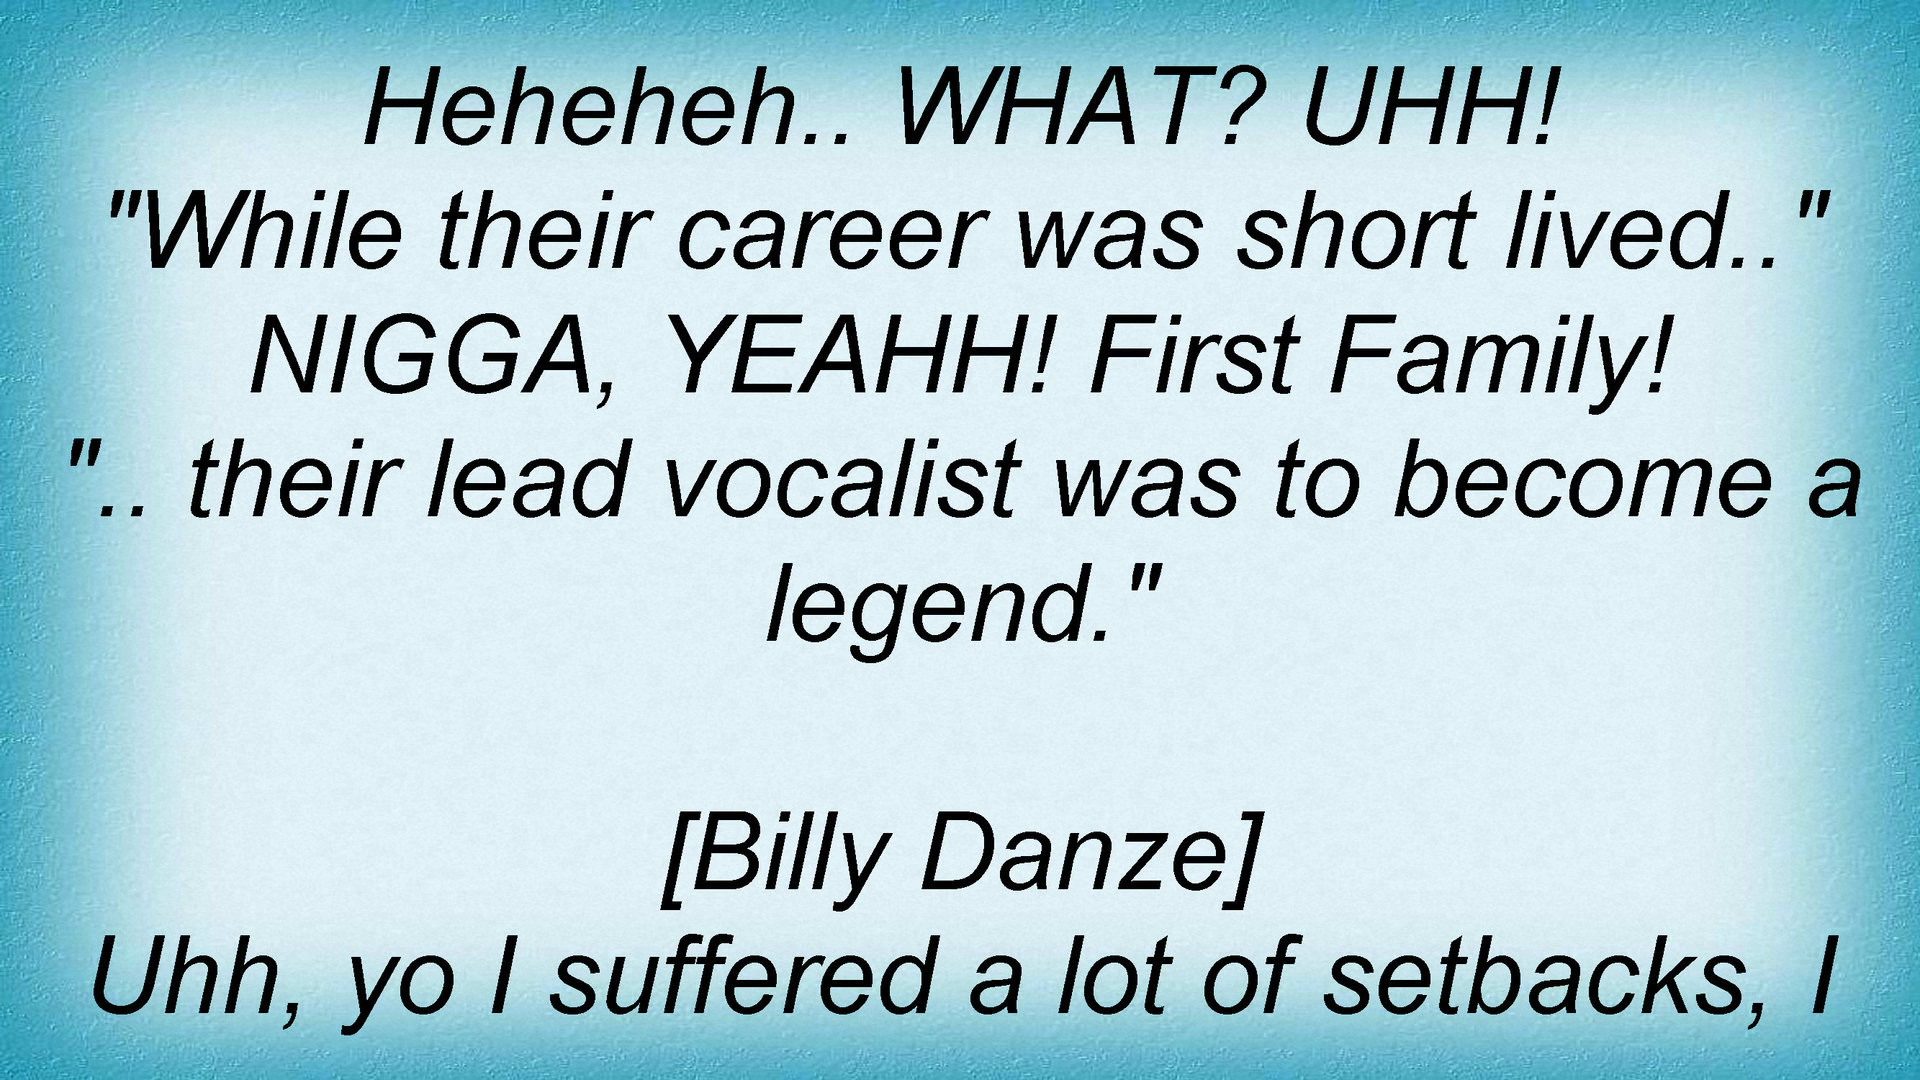 Heheheh.. WHAT? UHH!
"While their career was short lived.."
NIGGA, YEAHH! First Family!
".. their lead vocalist was to become a
legend."
[Billy Danze]
Uhh, yo I suffered a lot of setbacks, I